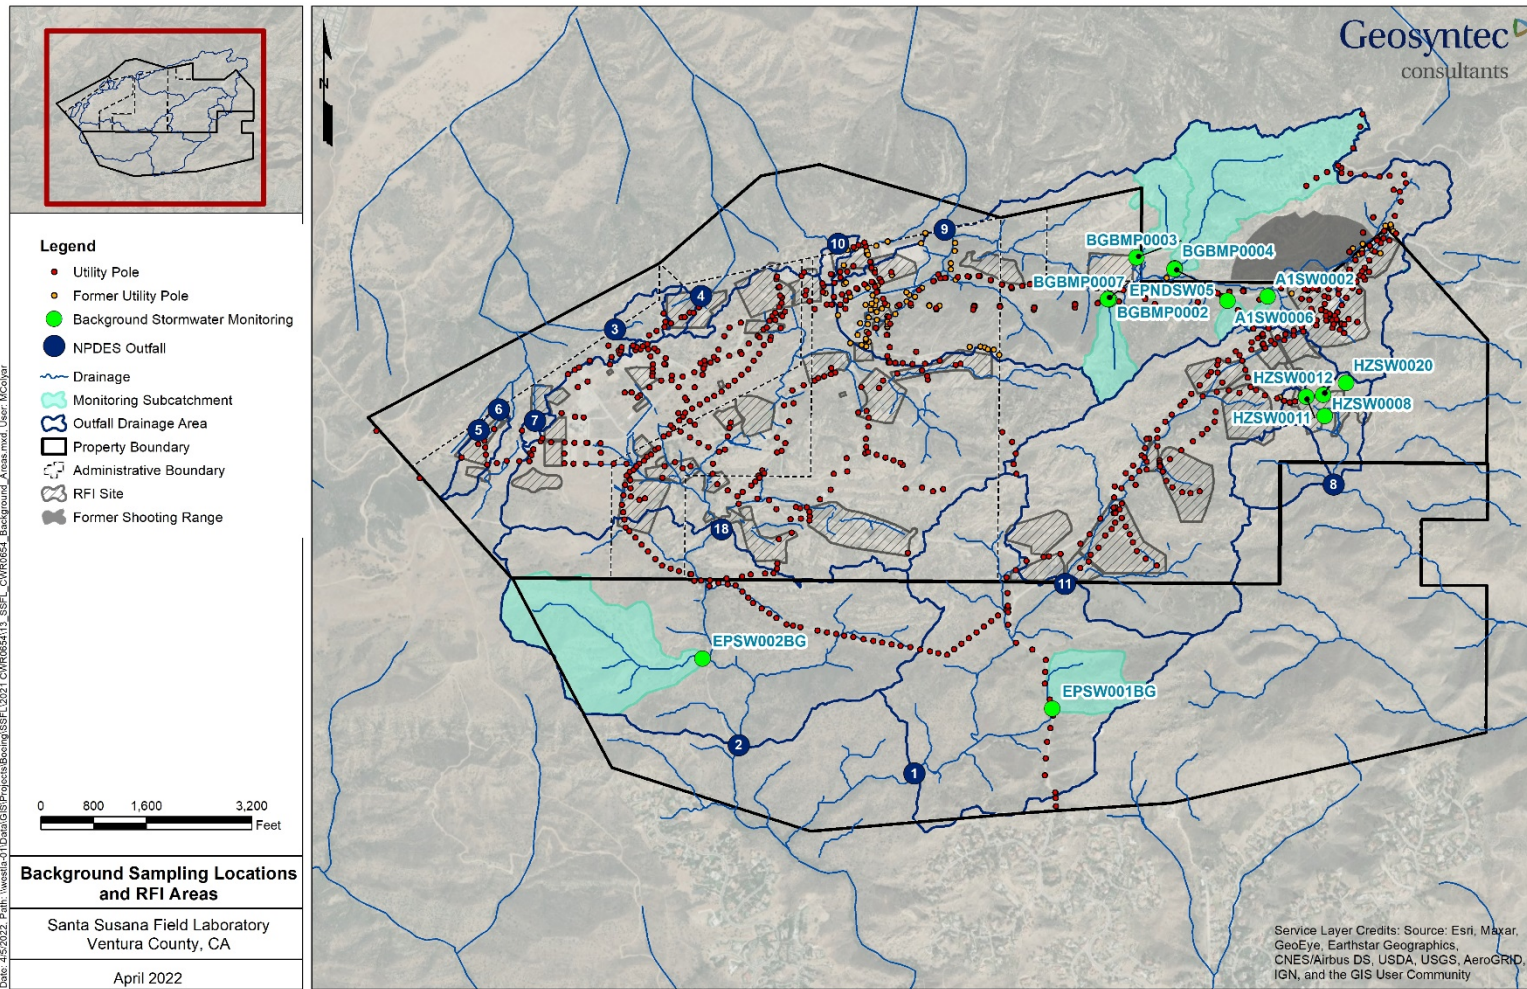 Geosyntec
consultants
N
Legend
Utility Pole
Former Utility Pole
Background Stormwater Monitoring
NPDES Outfall
Drainage
Monitoring Subcatchment
Outfall Drainage Area
Property Boundary
Administrative Boundary
RFI Site
Former Shooting Range
0 800 1,600 3,200
Feet
Background Sampling Locations
and RFI Areas
Santa Susana Field Laboratory
Ventura County, CA
April 2022
10
9
4
3
6
5
7
18
11
8
2
1
BGBMP0003
BGBMP0004
BGBMP0007
EPNDSW05
A1SW0002
BGBMP0002
A1SW0006
HZSW0020
HZSW0012
HZSW0008
HZSW0011
EPSW002BG
EPSW001BG
Service Layer Credits: Source: Esri, Maxar,
GeoEye, Earthstar Geographics,
CNES/Airbus DS, USDA, USGS, AeroGRID,
IGN, and the GIS User Community